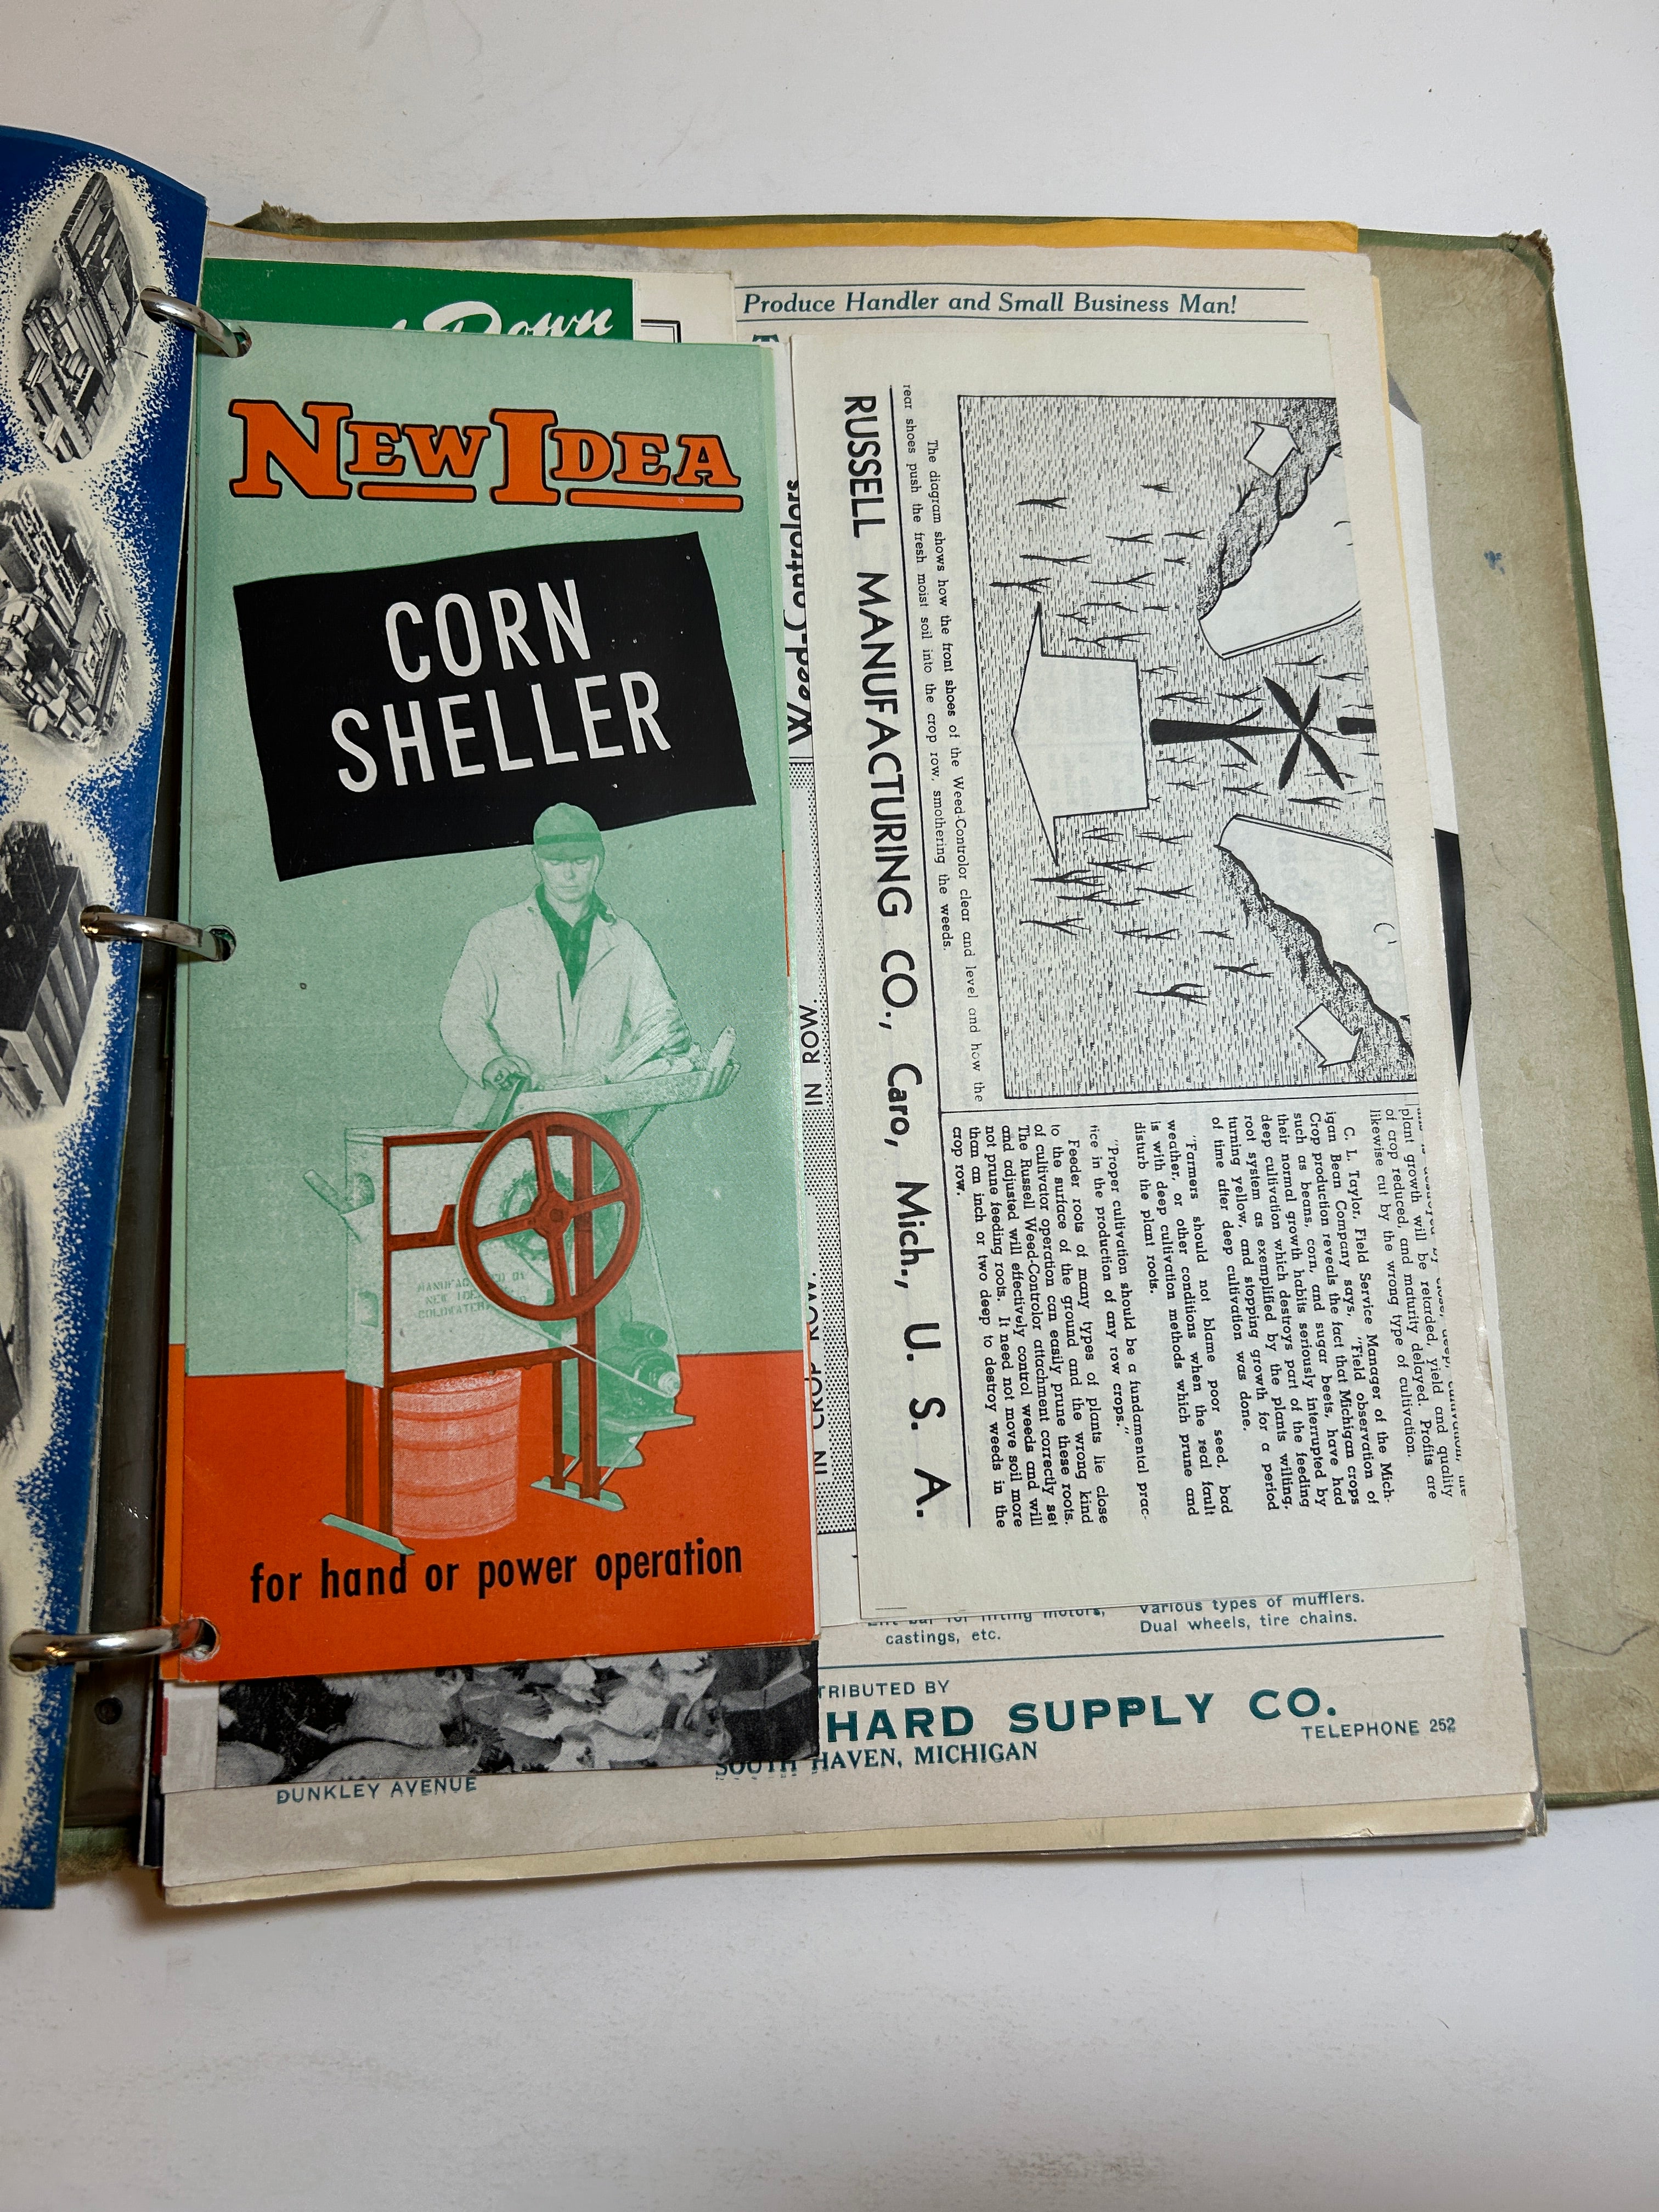 Down
Produce Handler and Small Business Man!
NEW IDEA
CORN
SHELLER
MANUFACTURED BY
NEW IDEA
COLDWATER
for hand or power operation
Weed-Controlors
IN ROW.
IN CROP ROW.
The diagram shows how the front shoes of the Weed-Controlor clear and level and how the
rear shoes push the fresh moist soil into the crop row, smothering the weeds.
RUSSELL MANUFACTURING CO., Caro, Mich., U. S. A.
plant growth will be retarded, yield and quality
of crop reduced, and maturity delayed. Profits are
likewise cut by the wrong type of cultivation.
C. L. Taylor, Field Service Manager of the Mich-
igan Bean Company says, "Field observation of
Crop production reveals the fact that Michigan crops
such as beans, corn, and sugar beets, have had
their normal growth habits seriously interrupted by
deep cultivation which destroys part of the feeding
root system as exemplified by the plants wilting,
turning yellow, and stopping growth for a period
of time after deep cultivation was done.
"Farmers should not blame poor seed, bad
weather, or other conditions when the real fault
is with deep cultivation methods which prune and
disturb the plant roots.
"Proper cultivation should be a fundamental prac-
tice in the production of any row crops."
Feeder roots of many types of plants lie close
to the surface of the ground and the wrong kind
of cultivator operation can easily prune these roots.
The Russell Weed-Controlor attachment correctly set
and adjusted will effectively control weeds and will
not prune feeding roots. It need not move soil more
than an inch or two deep to destroy weeds in the
crop row.
lifting motors,
castings, etc.
Various types of mufflers.
Dual wheels, tire chains.
TRIBUTED BY
HARD SUPPLY CO.
TELEPHONE 252
SOUTH HAVEN, MICHIGAN
DUNKLEY AVENUE